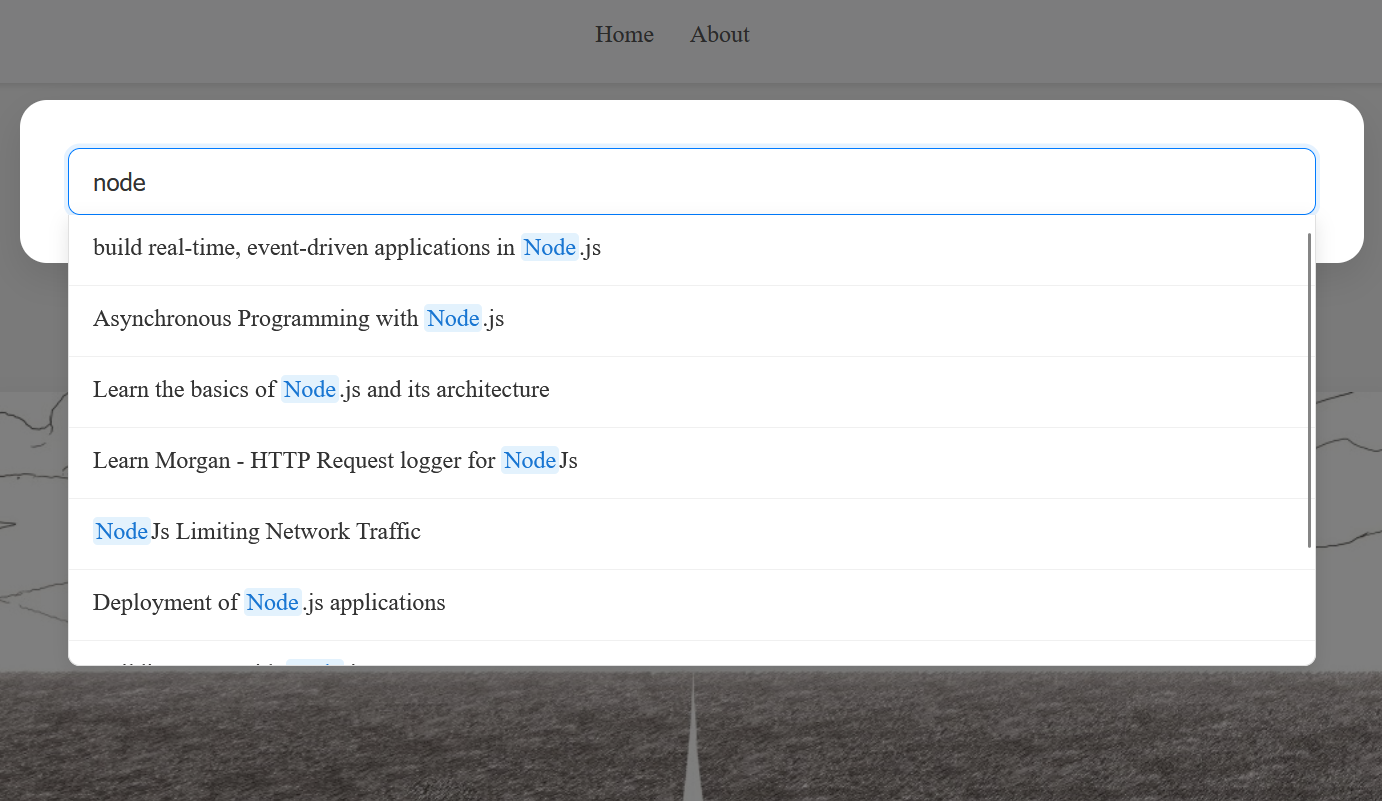 Home About
node
build real-time, event-driven applications in Node.js
Asynchronous Programming with Node.js
Learn the basics of Node.js and its architecture
Learn Morgan - HTTP Request logger for NodeJs
NodeJs Limiting Network Traffic
Deployment of Node.js applications